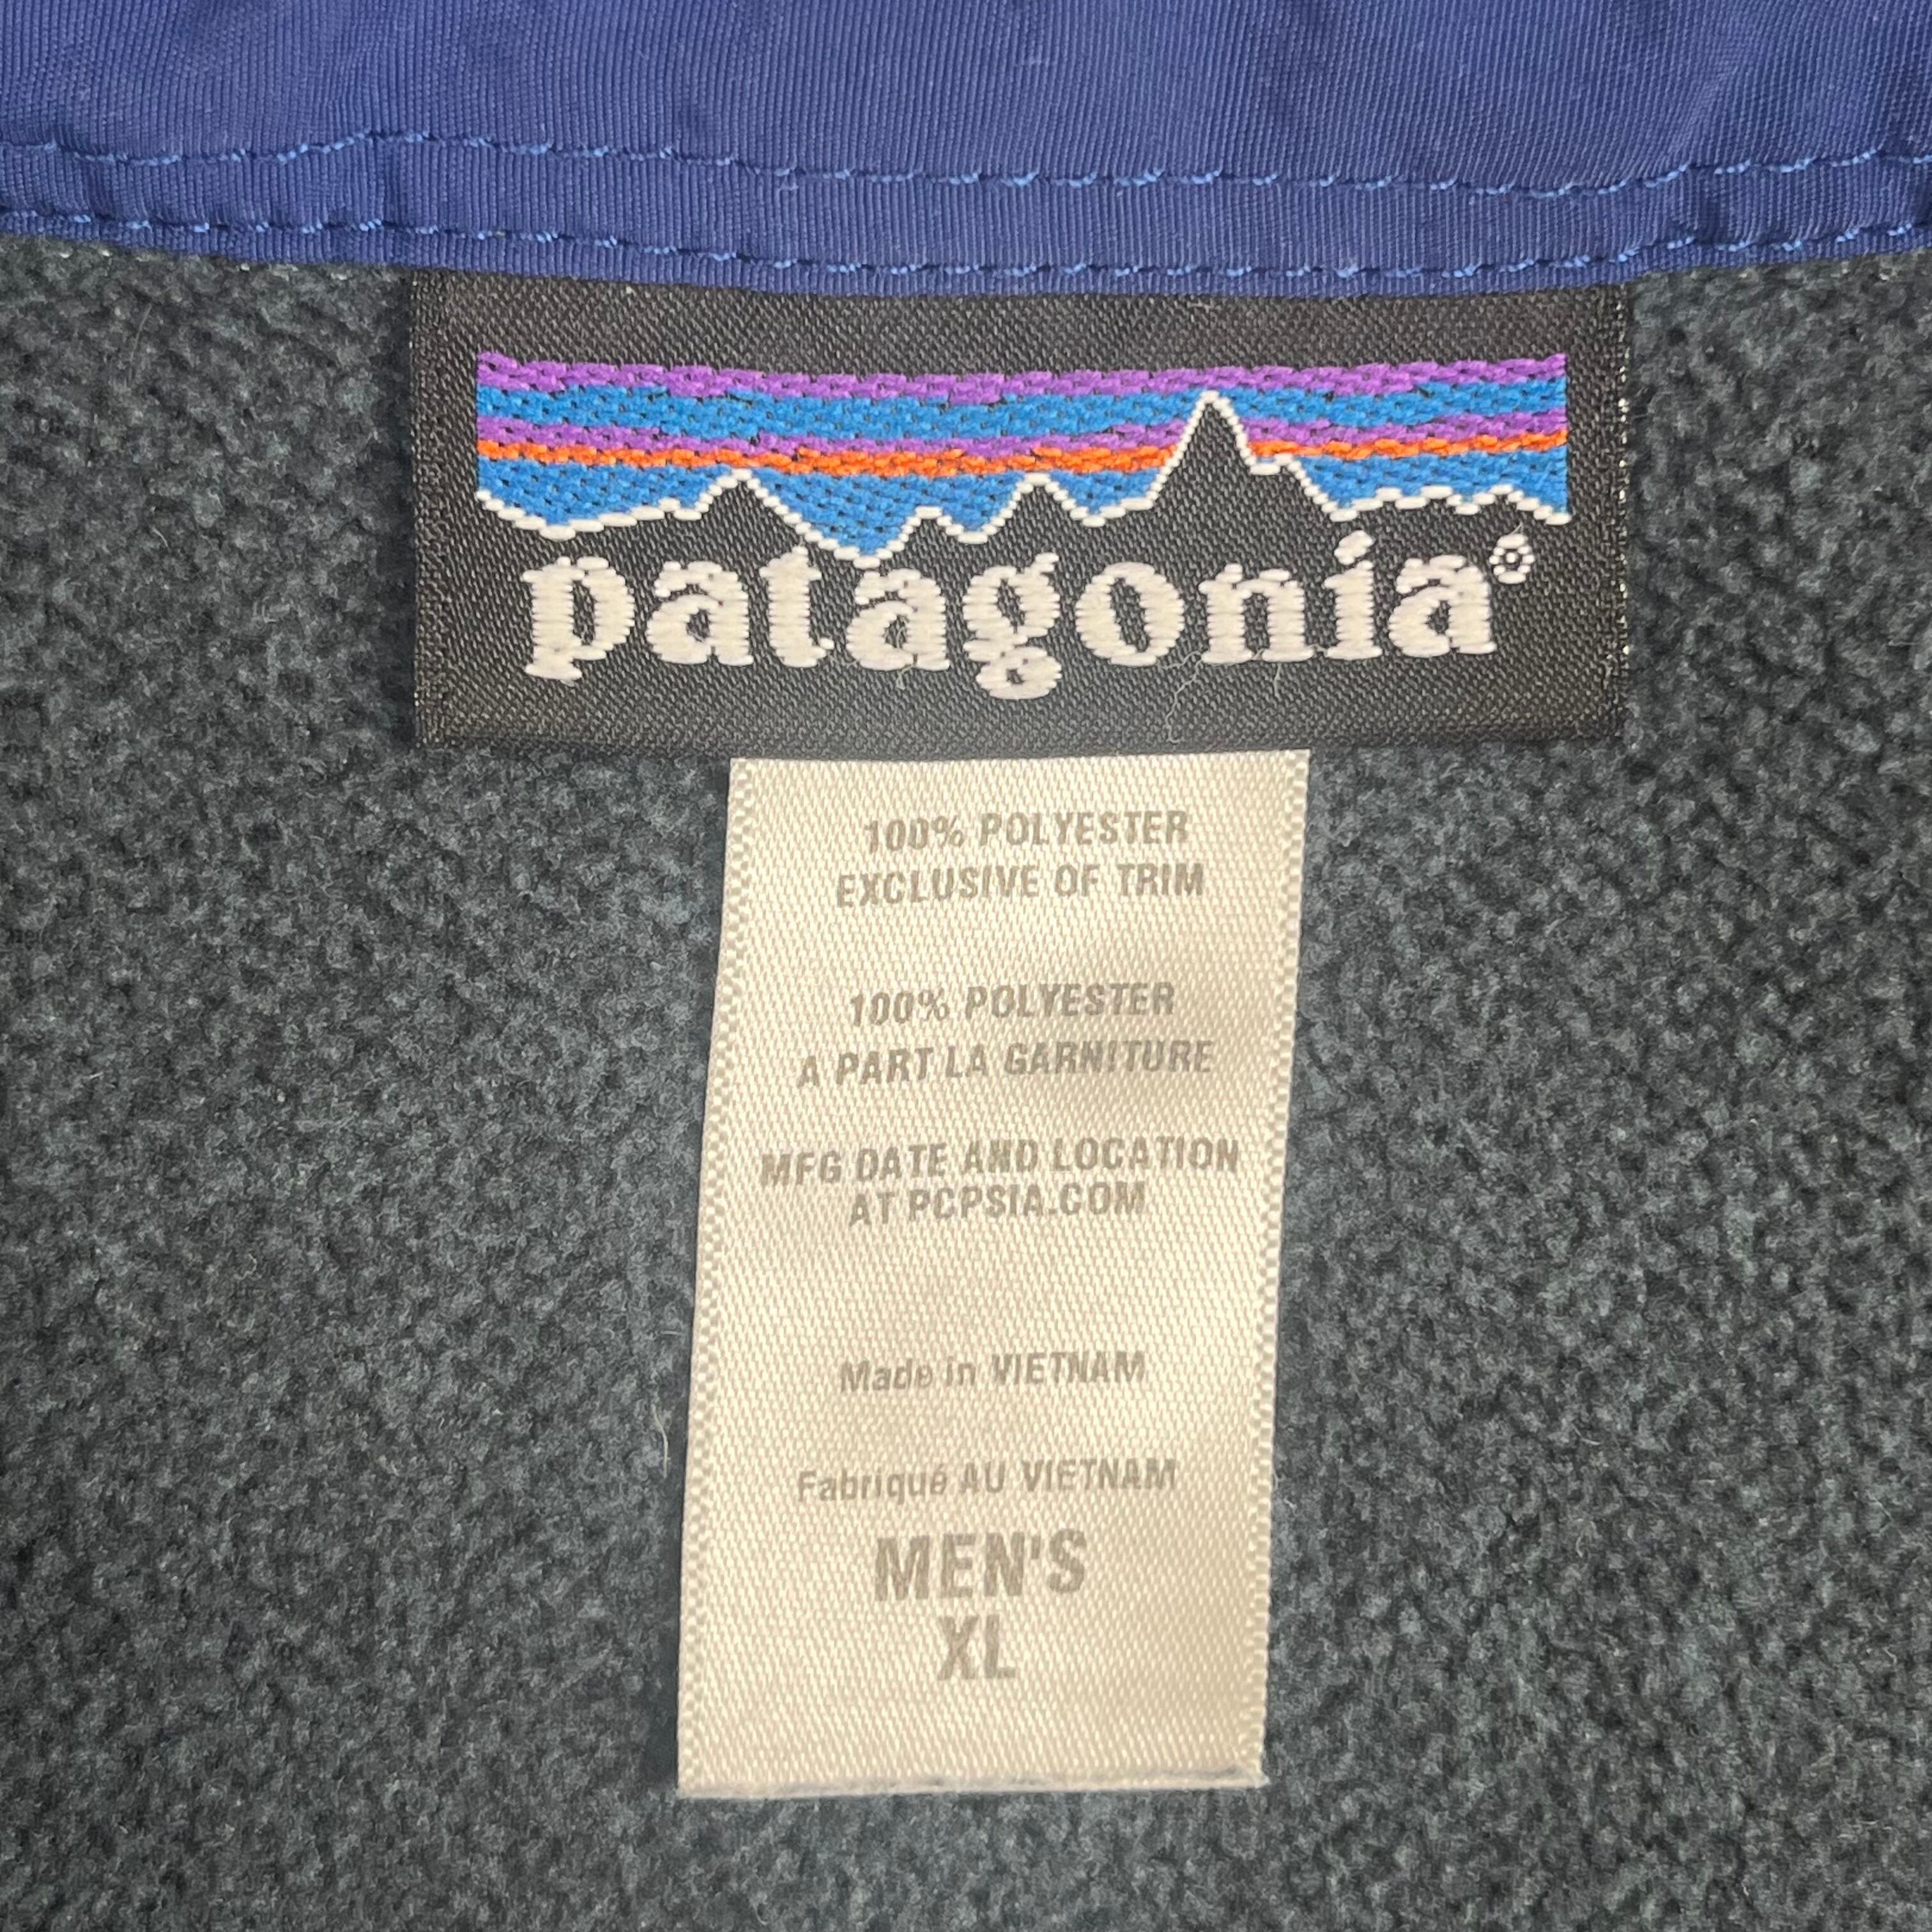 patagonia®
100% POLYESTER
EXCLUSIVE OF TRIM
100% POLYESTER
A PART LA GARNITURE
MFG DATE AND LOCATION
AT PCPSIA.COM
Made in VIETNAM
Fabriqué AU VIETNAM
MEN'S
XL